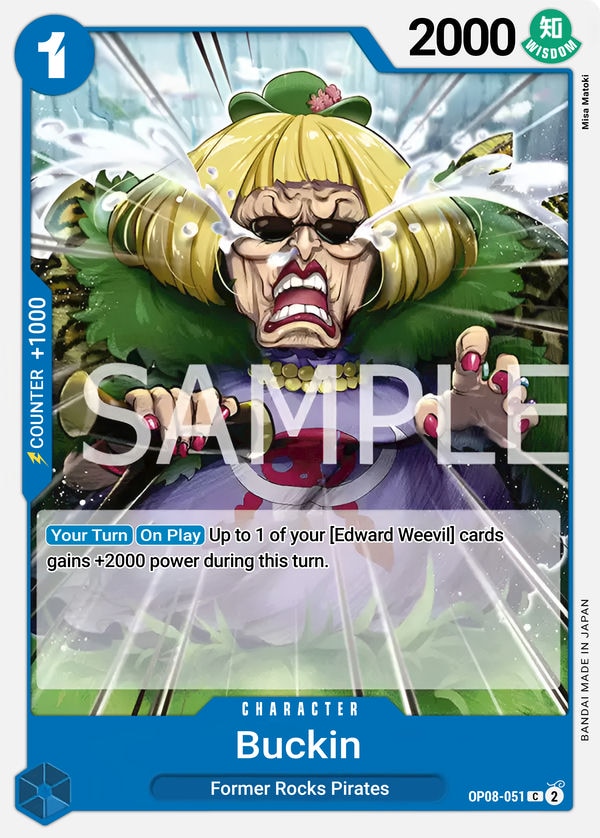 1
2000
知
WISDOM
Misa Matoki
COUNTER +1000
SAMPLE
Your Turn On Play Up to 1 of your [Edward Weevil] cards
gains +2000 power during this turn.
BANDAI MADE IN JAPAN
CHARACTER
Buckin
Former Rocks Pirates
OP08-051 C 2